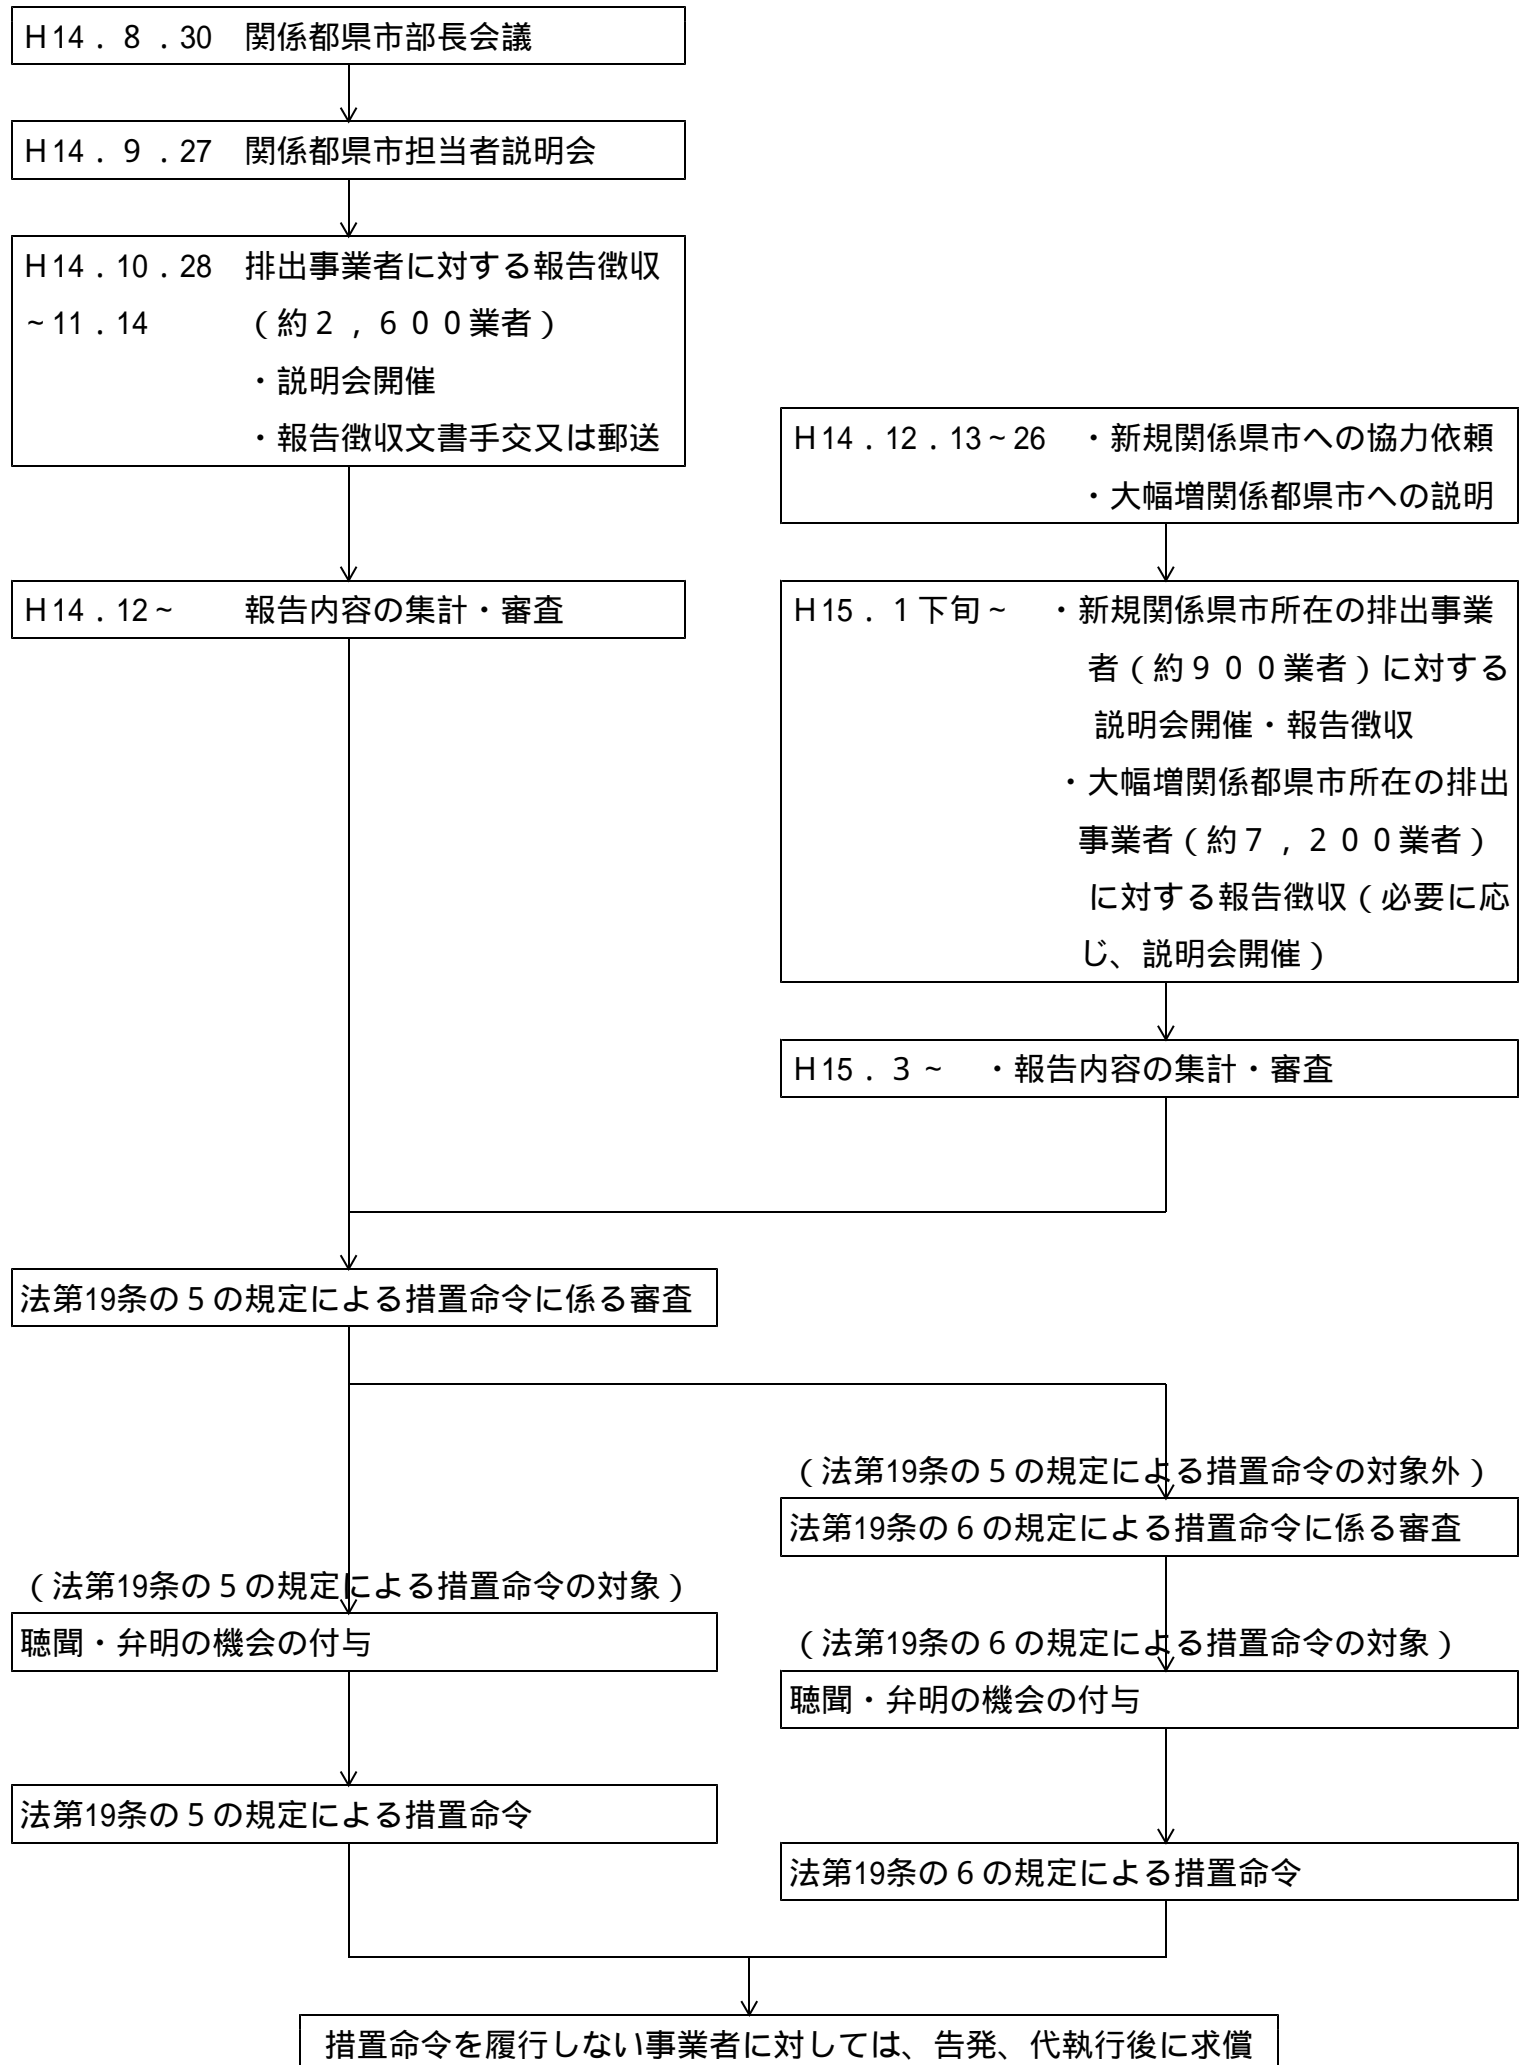 H14．８．30　関係都県市部長会議
H14．９．27　関係都県市担当者説明会
H14．10．28　排出事業者に対する報告徴収
~11．14　（約２，６００業者）
・説明会開催
・報告徴収文書手交又は郵送
H14．12~　報告内容の集計・審査
H14．12．13~26　・新規関係県市への協力依頼
・大幅増関係都県市への説明
H15．１下旬~　・新規関係県市所在の排出事業
者（約９００業者）に対する
説明会開催・報告徴収
・大幅増関係都県市所在の排出
事業者（約７，２００業者）
に対する報告徴収（必要に応
じ、説明会開催）
H15．３~　・報告内容の集計・審査
法第19条の５の規定による措置命令に係る審査
（法第19条の５の規定による措置命令の対象外）
法第19条の６の規定による措置命令に係る審査
（法第19条の５の規定による措置命令の対象）
聴聞・弁明の機会の付与
（法第19条の６の規定による措置命令の対象）
聴聞・弁明の機会の付与
法第19条の５の規定による措置命令
法第19条の６の規定による措置命令
措置命令を履行しない事業者に対しては、告発、代執行後に求償